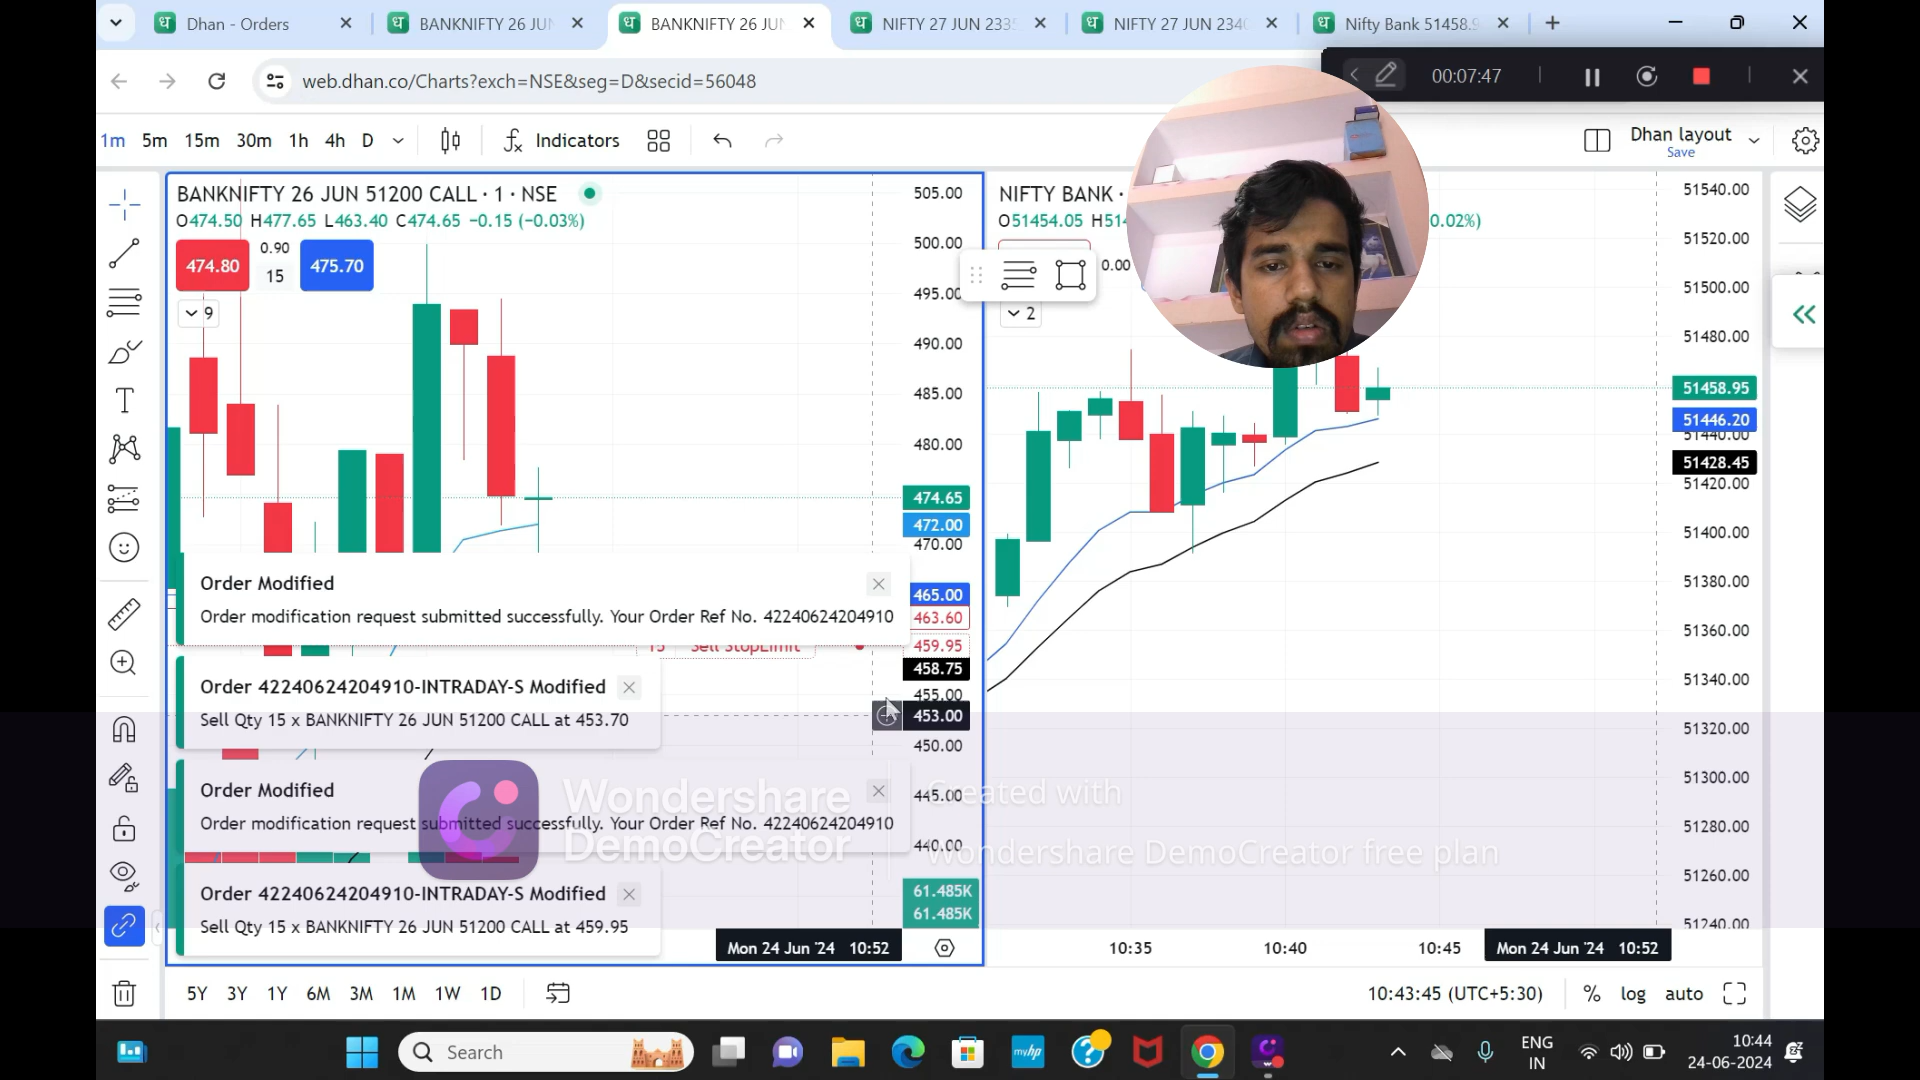 Dhan - Orders
BANKNIFTY 26 JUN
BANKNIFTY 26 JUN
NIFTY 27 JUN 2335
NIFTY 27 JUN 2340
Nifty Bank 51458.9
web.dhan.co/Charts?exch=NSE&seg=D&secid=56048
00:07:47
1m 5m 15m 30m 1h 4h D
Indicators
Dhan layout
Save
BANKNIFTY 26 JUN 51200 CALL · 1 · NSE
O474.50 H477.65 L463.40 C474.65 −0.15 (−0.03%)
474.80
0.90
15
475.70
9
505.00
500.00
495.00
490.00
485.00
480.00
474.65
472.00
470.00
465.00
463.60
459.95
458.75
455.00
453.00
450.00
445.00
440.00
61.485K
61.485K
15 Sell StopLimit
Order Modified
Order modification request submitted successfully. Your Order Ref No. 42240624204910
Order 42240624204910-INTRADAY-S Modified
Sell Qty 15 x BANKNIFTY 26 JUN 51200 CALL at 453.70
Order Modified
Order modification request submitted successfully. Your Order Ref No. 42240624204910
Order 42240624204910-INTRADAY-S Modified
Sell Qty 15 x BANKNIFTY 26 JUN 51200 CALL at 459.95
Mon 24 Jun '24 10:52
NIFTY BANK ·
O51454.05 H514
0.02%)
0.00
2
51540.00
51520.00
51500.00
51480.00
51458.95
51446.20
51440.00
51428.45
51420.00
51400.00
51380.00
51360.00
51340.00
51320.00
51300.00
51280.00
51260.00
51240.00
10:35
10:40
10:45
Mon 24 Jun '24 10:52
Wondershare
DemoCreator
Created with
Wondershare DemoCreator free plan
5Y 3Y 1Y 6M 3M 1M 1W 1D
10:43:45 (UTC+5:30)
% log auto
Search
myhp
ENG
IN
10:44
24-06-2024